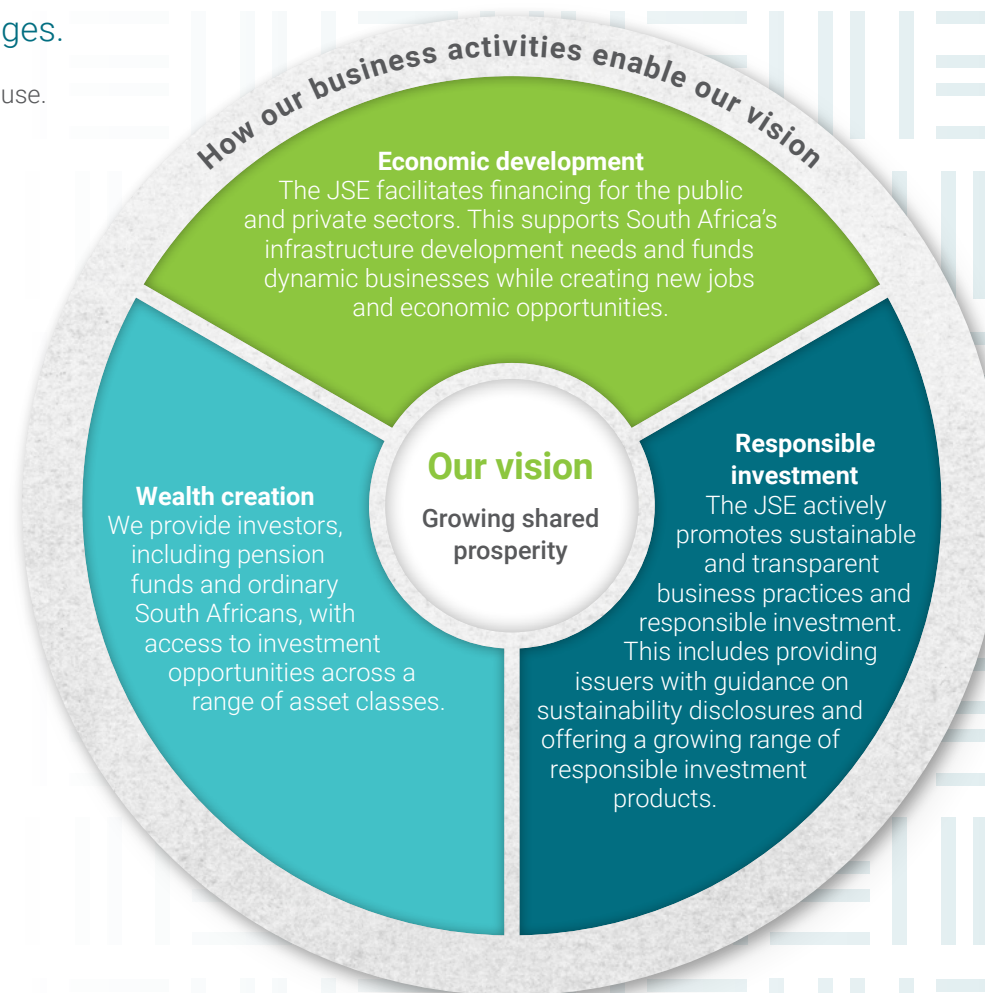 ges.
use.
How our business activities enable our vision
Economic development
The JSE facilitates financing for the public
and private sectors. This supports South Africa's
infrastructure development needs and funds
dynamic businesses while creating new jobs
and economic opportunities.
Our vision
Growing shared
prosperity
Wealth creation
We provide investors,
including pension
funds and ordinary
South Africans, with
access to investment
opportunities across a
range of asset classes.
Responsible
investment
The JSE actively
promotes sustainable
and transparent
business practices and
responsible investment.
This includes providing
issuers with guidance on
sustainability disclosures and
offering a growing range of
responsible investment
products.